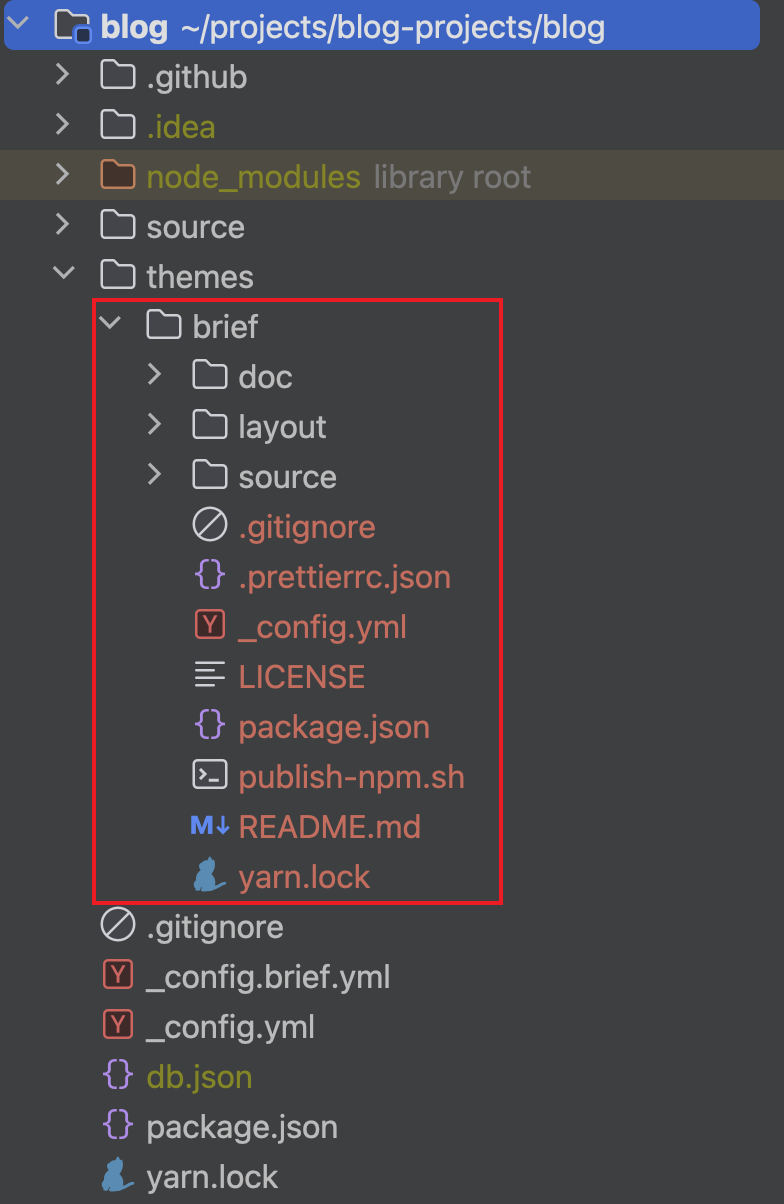 blog ~/projects/blog-projects/blog
.github
.idea
node_modules library root
source
themes
brief
doc
layout
source
.gitignore
{} .prettierrc.json
Y _config.yml
LICENSE
{} package.json
>_ publish-npm.sh
M↓ README.md
yarn.lock
.gitignore
Y _config.brief.yml
Y _config.yml
{} db.json
{} package.json
yarn.lock